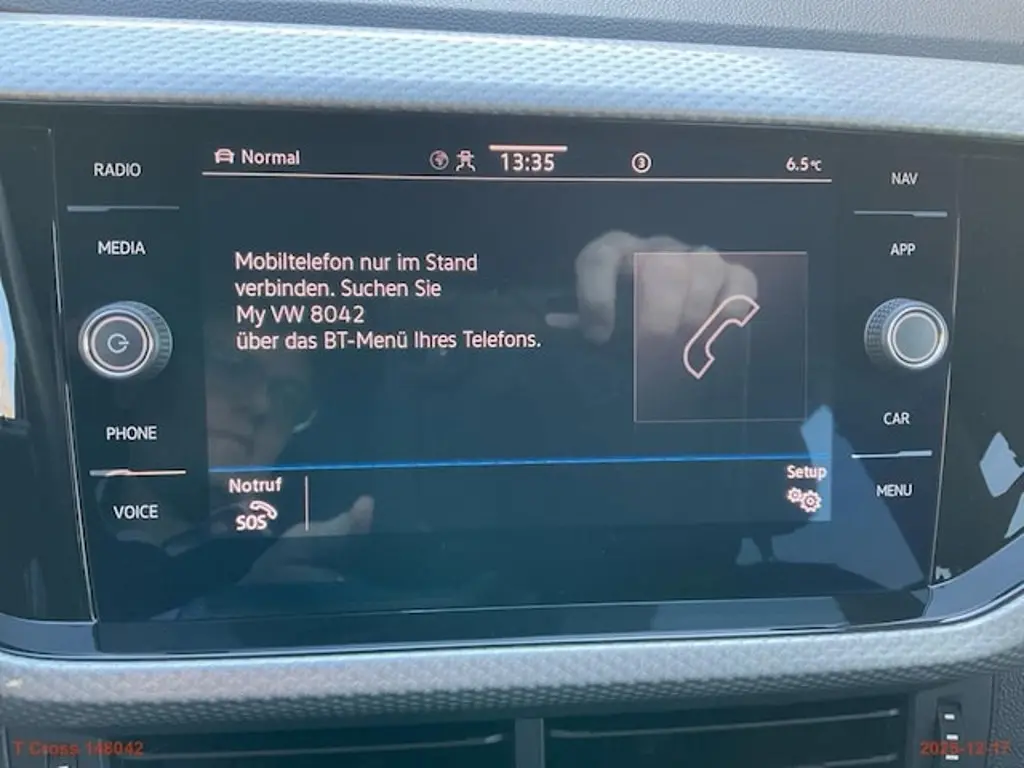 RADIO
MEDIA
PHONE
VOICE
Normal
13:35
3
6.5°C
Mobiltelefon nur im Stand
verbinden. Suchen Sie
My VW 8042
über das BT-Menü Ihres Telefons.
Notruf
SOS
Setup
NAV
APP
CAR
MENU
T Cross 148042
2025-12-17